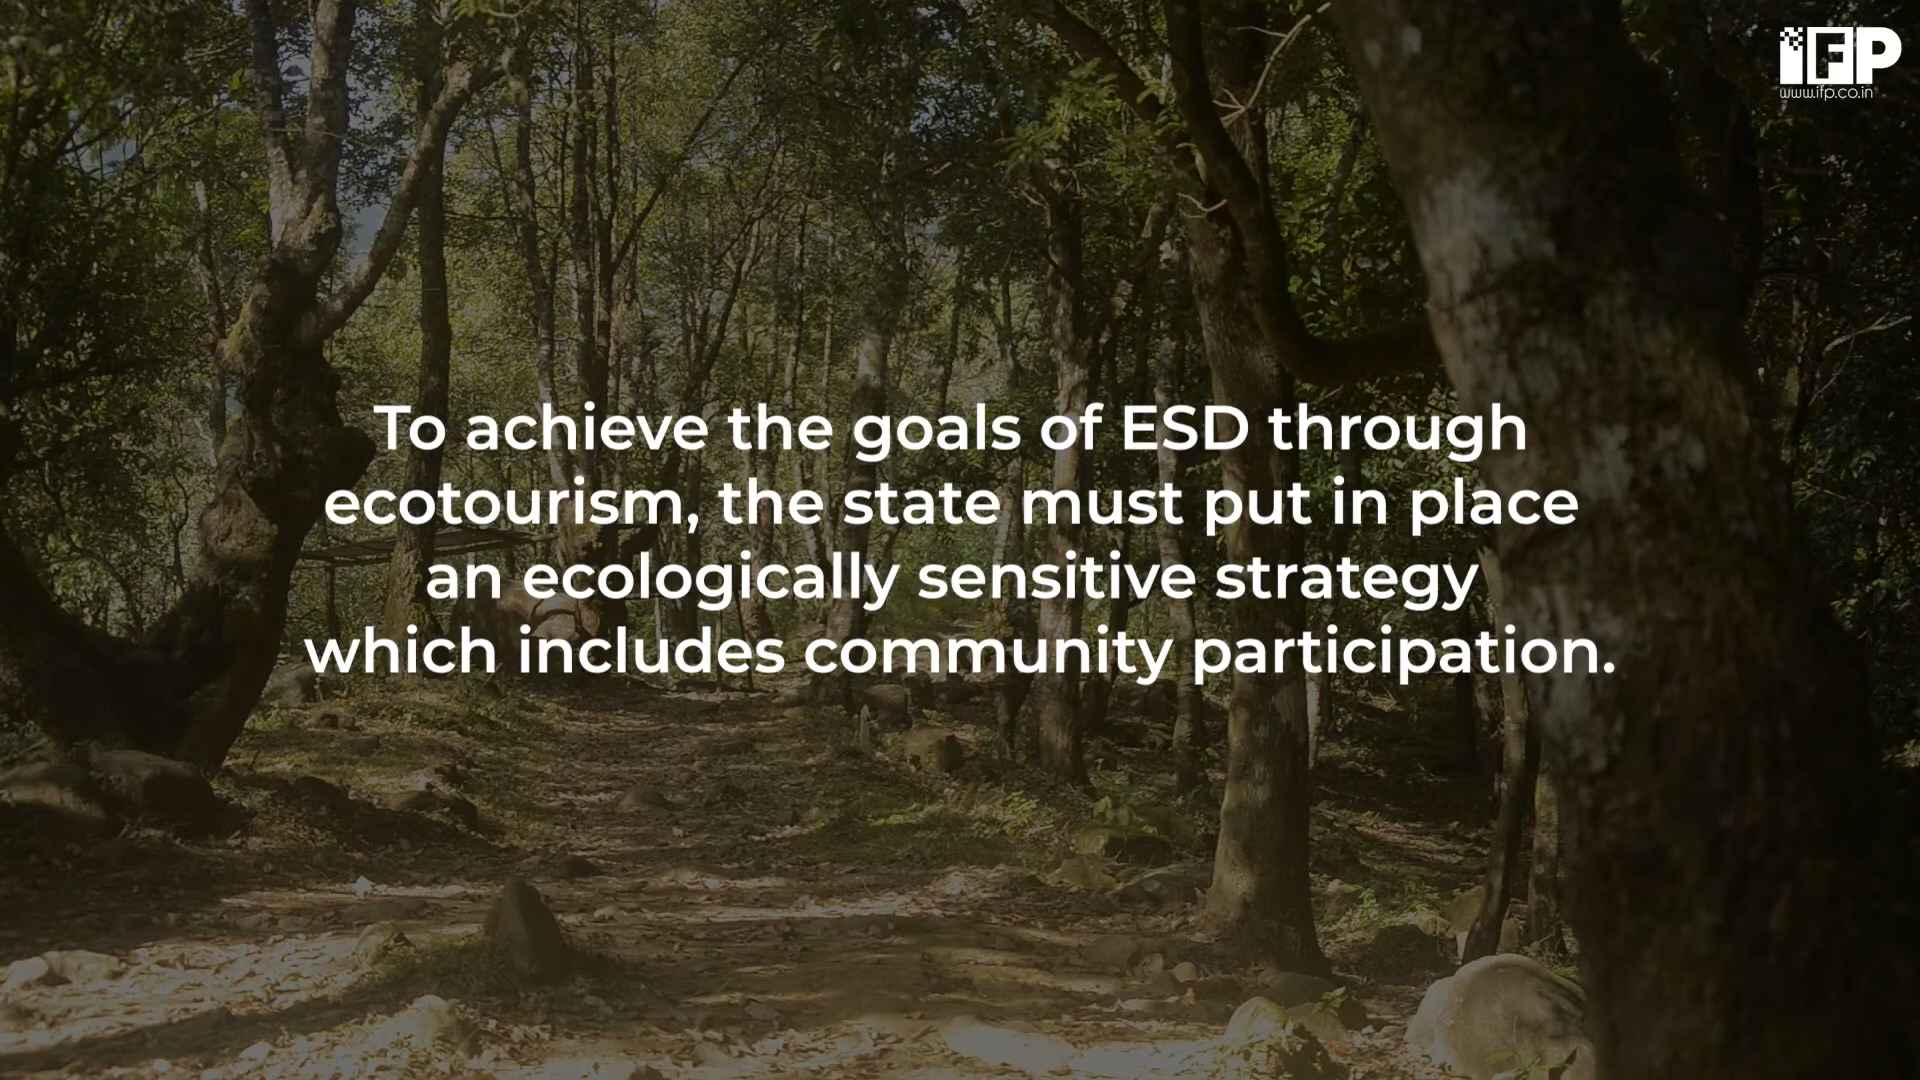 iFP
www.ifp.co.in
To achieve the goals of ESD through
ecotourism, the state must put in place
an ecologically sensitive strategy
which includes community participation.